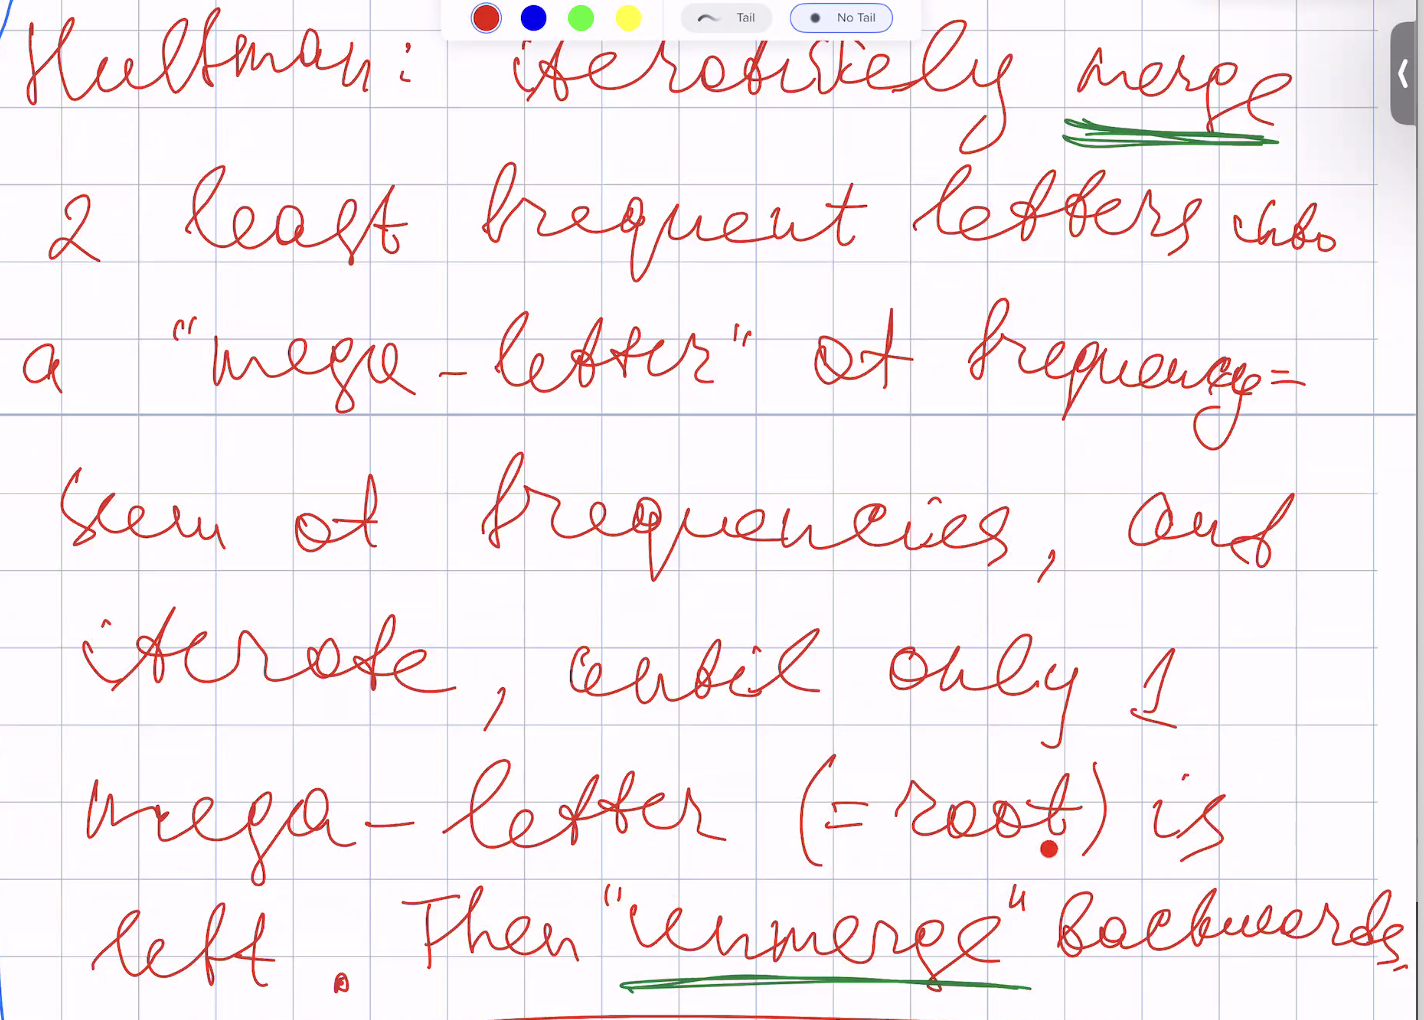 Tail No Tail
Huffman: iteratively merge
2 least frequent letters into
a "mega-letter" of frequency =
sum of frequencies, and
iterate, until only 1
mega-letter (= root) is
left. Then "unmerge" backwards